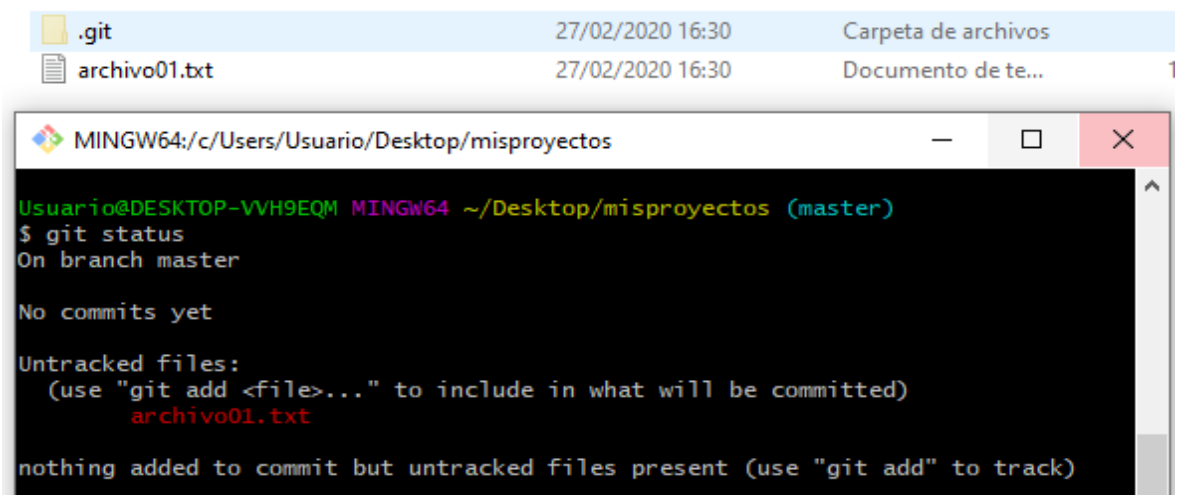 .git 27/02/2020 16:30 Carpeta de archivos
archivo01.txt 27/02/2020 16:30 Documento de te... 1
MINGW64:/c/Users/Usuario/Desktop/misproyectos
Usuario@DESKTOP-VVH9EQM MINGW64 ~/Desktop/misproyectos (master)
$ git status
On branch master
No commits yet
Untracked files:
(use "git add <file>..." to include in what will be committed)
archivo01.txt
nothing added to commit but untracked files present (use "git add" to track)